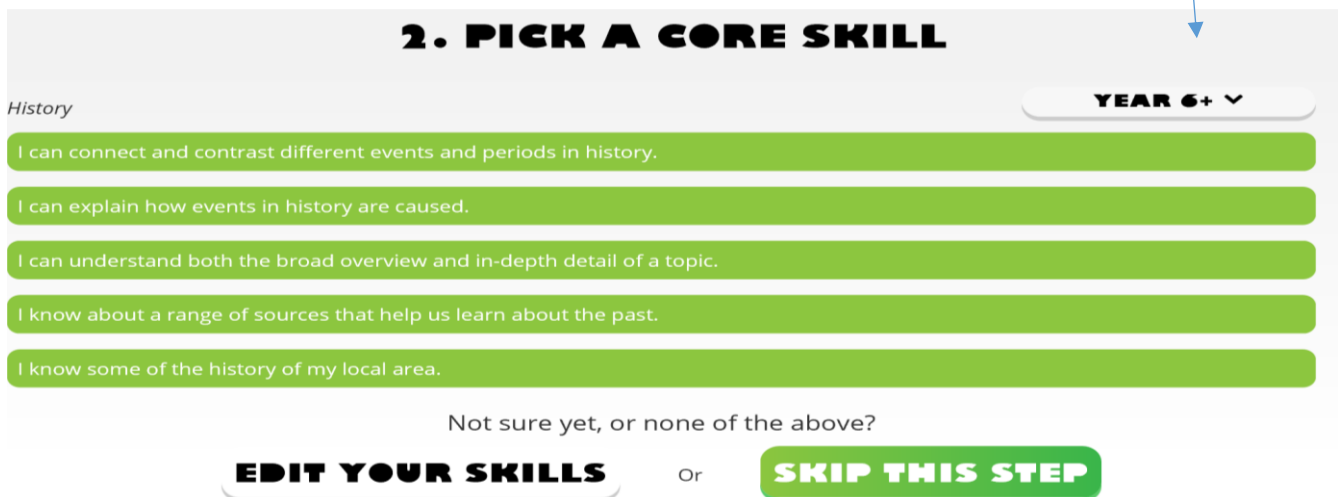 2. PICK A CORE SKILL
History
YEAR 6+
I can connect and contrast different events and periods in history.
I can explain how events in history are caused.
I can understand both the broad overview and in-depth detail of a topic.
I know about a range of sources that help us learn about the past.
I know some of the history of my local area.
Not sure yet, or none of the above?
EDIT YOUR SKILLS Or SKIP THIS STEP